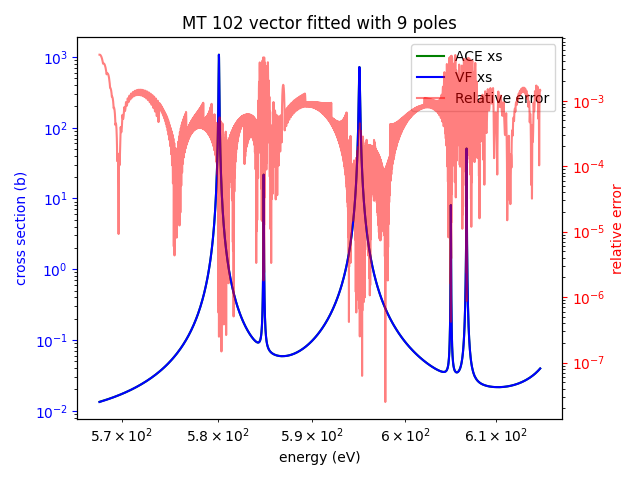 MT 102 vector fitted with 9 poles
ACE xs
VF xs
Relative error
cross section (b)
10³
10²
10¹
10⁰
10⁻¹
10⁻²
relative error
10⁻³
10⁻⁴
10⁻⁵
10⁻⁶
10⁻⁷
5.7 × 10² 5.8 × 10² 5.9 × 10² 6 × 10² 6.1 × 10²
energy (eV)